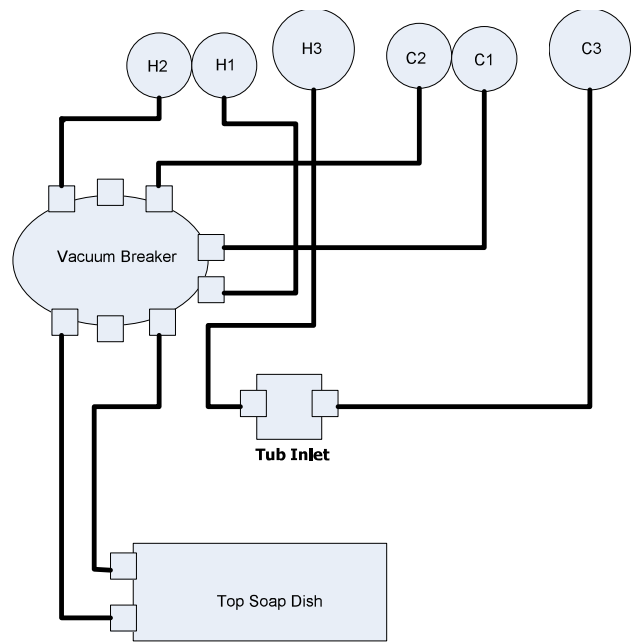 H2
H1
H3
C2
C1
C3
Vacuum Breaker
Tub Inlet
Top Soap Dish